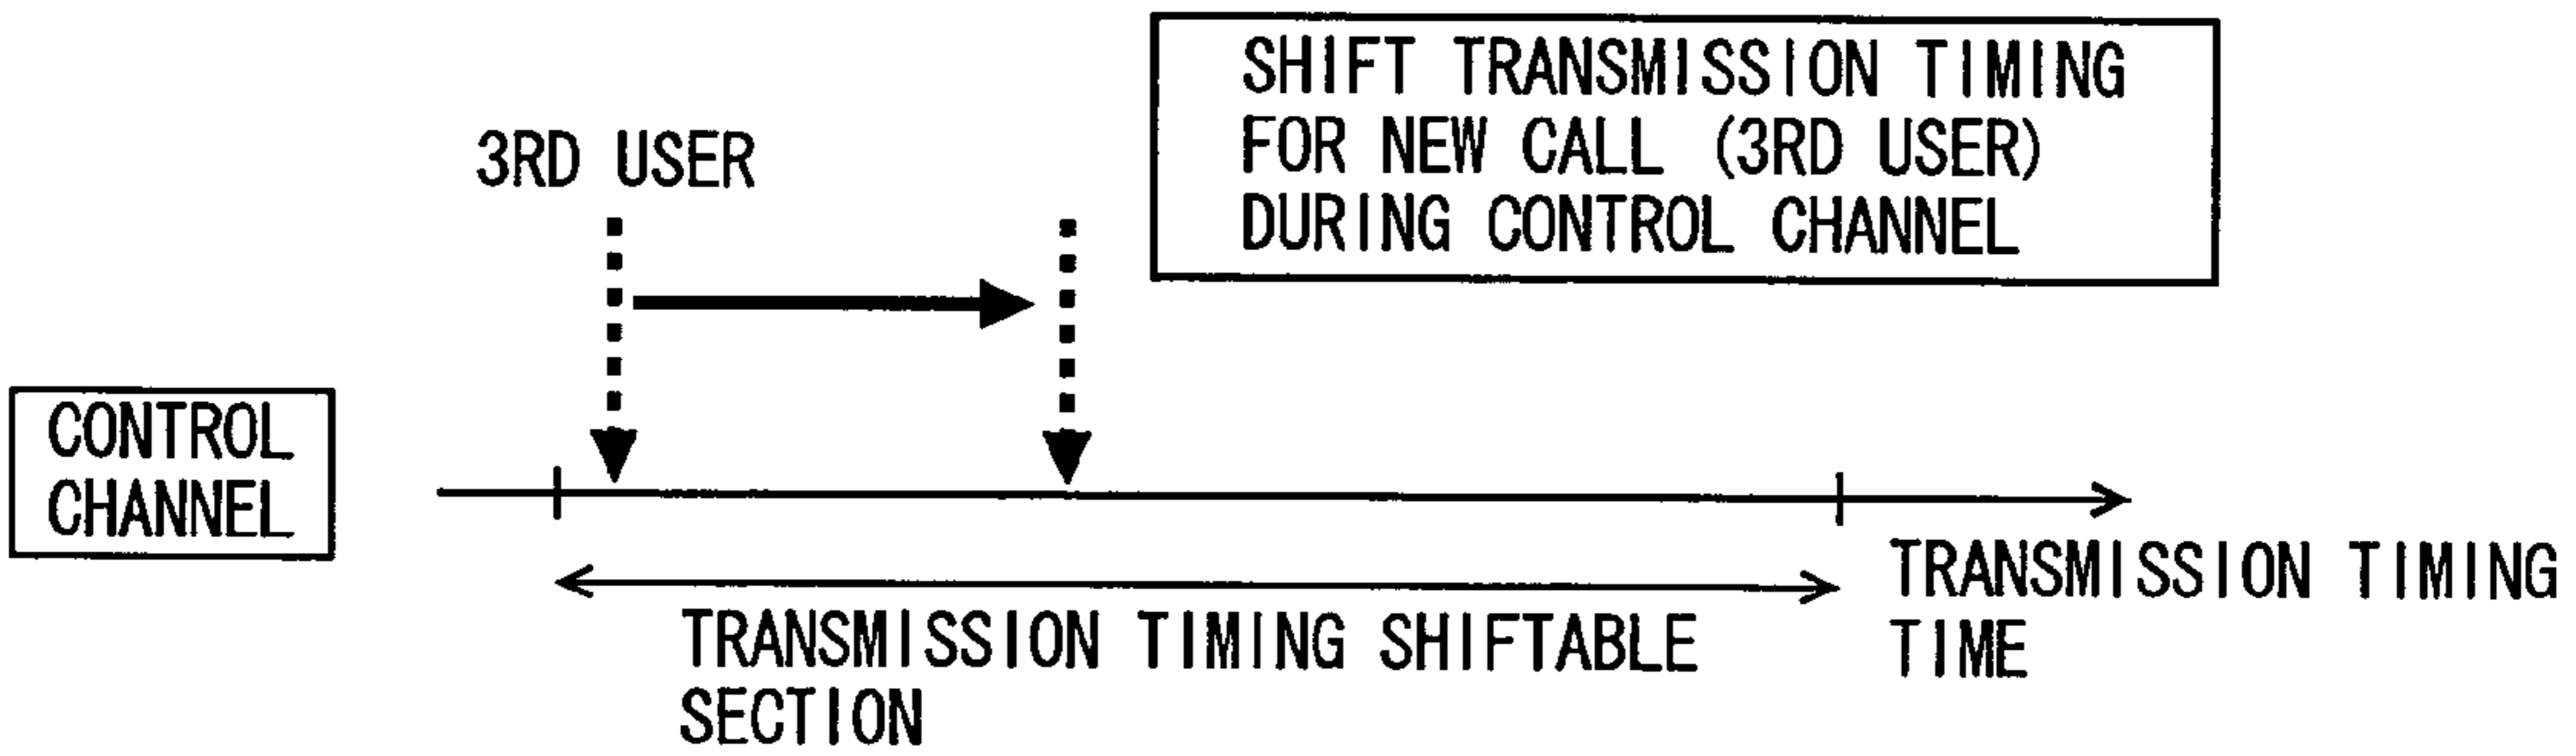 SHIFT TRANSMISSION TIMING
FOR NEW CALL (3RD USER)
DURING CONTROL CHANNEL
3RD USER
CONTROL
CHANNEL
TRANSMISSION TIMING
TIME
TRANSMISSION TIMING SHIFTABLE
SECTION